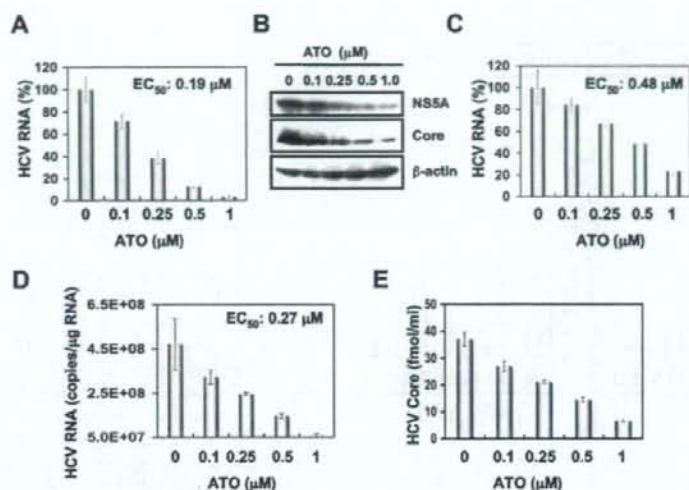 A
HCV RNA (%)
120
100
80
60
40
20
0
EC50: 0.19 μM
0 0.1 0.25 0.5 1
ATO (μM)
B
ATO (μM)
0 0.1 0.25 0.5 1.0
NS5A
Core
β-actin
C
HCV RNA (%)
120
100
80
60
40
20
0
EC50: 0.48 μM
0 0.1 0.25 0.5 1
ATO (μM)
D
HCV RNA (copies/μg RNA)
6.5E+08
4.5E+08
2.5E+08
5.0E+07
EC50: 0.27 μM
0 0.1 0.25 0.5 1
ATO (μM)
E
HCV Core (fmol/ml)
50
40
30
20
10
0
0 0.1 0.25 0.5 1
ATO (μM)